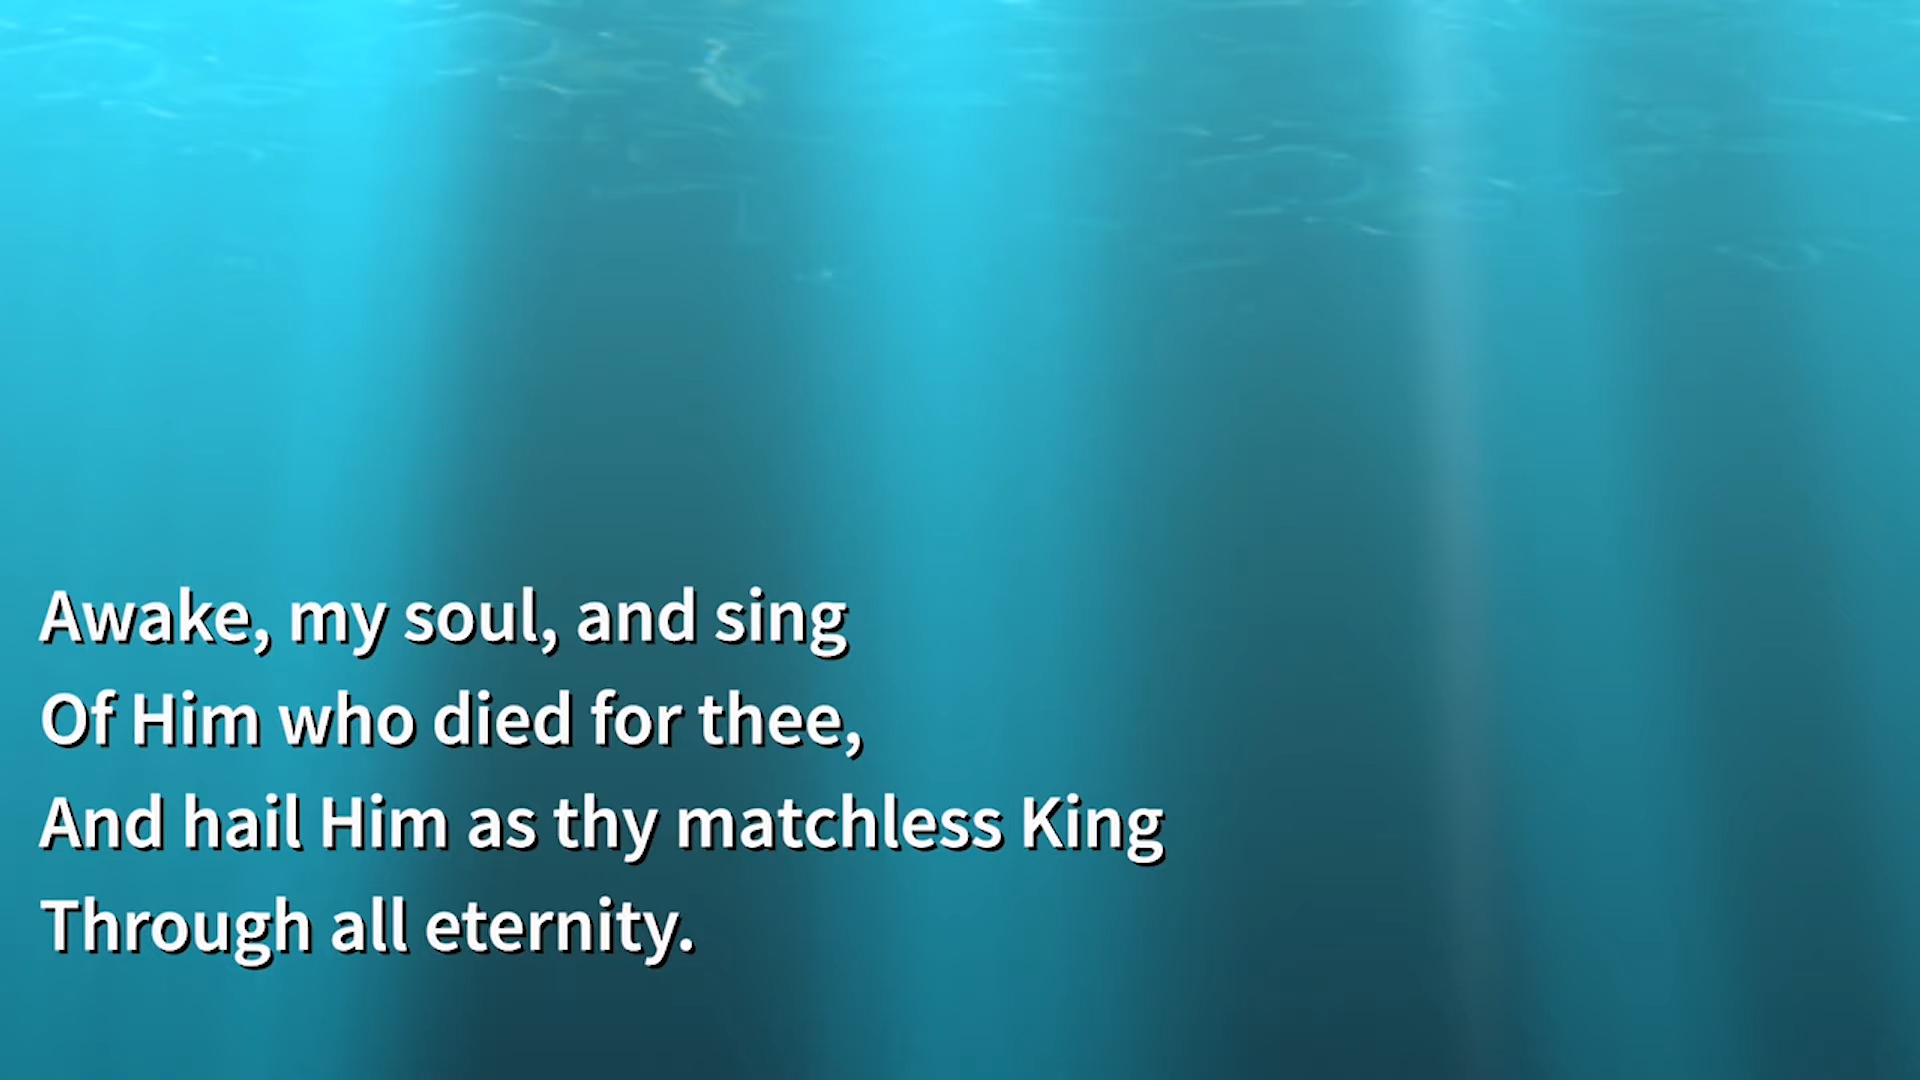 Awake, my soul, and sing
Of Him who died for thee,
And hail Him as thy matchless King
Through all eternity.